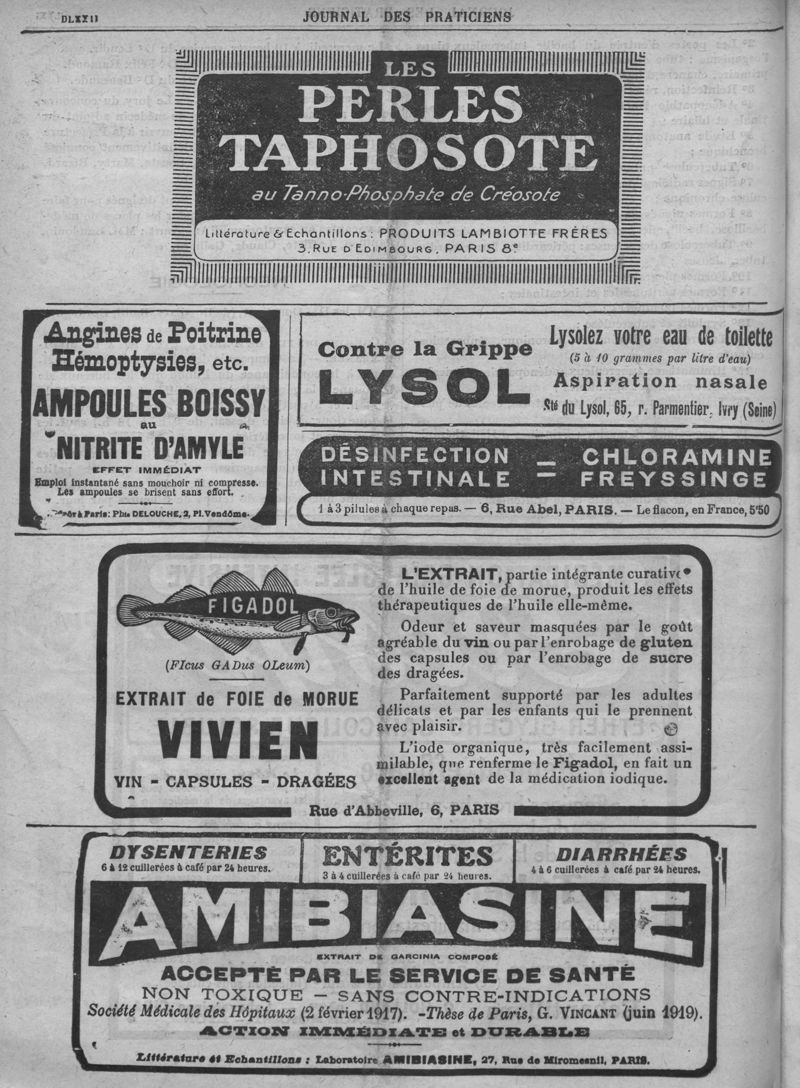 DLXXII
JOURNAL DES PRATICIENS
LES
PERLES
TAPHOSOTE
au Tanno-Phosphate de Créosote
Littérature & Echantillons : PRODUITS LAMBIOTTE FRÈRES
3, RUE D'EDIMBOURG, PARIS 8e
Angines de Poitrine
Hémoptysies, etc.
AMPOULES BOISSY
au
NITRITE D'AMYLE
EFFET IMMÉDIAT
Emploi instantané sans mouchoir ni compresse.
Les ampoules se brisent sans effort.
à Paris: Phie DELOUCHE, 2, Pl. Vendôme.
Contre la Grippe
LYSOL
Lysolez votre eau de toilette
(5 à 10 grammes par litre d'eau)
Aspiration nasale
Sté du Lysol, 65, r. Parmentier, Ivry (Seine)
DÉSINFECTION = CHLORAMINE
INTESTINALE = FREYSSINGE
1 à 3 pilules à chaque repas. — 6, Rue Abel, PARIS. — Le flacon, en France, 5'50
FIGADOL
(FIcus GADus OLeum)
EXTRAIT de FOIE de MORUE
VIVIEN
VIN - CAPSULES - DRAGÉES
L'EXTRAIT, partie intégrante curative
de l'huile de foie de morue, produit les effets
thérapeutiques de l'huile elle-même.
Odeur et saveur masquées par le goût
agréable du vin ou par l'enrobage de gluten
des capsules ou par l'enrobage de sucre
des dragées.
Parfaitement supporté par les adultes
délicats et par les enfants qui le prennent
avec plaisir.
L'iode organique, très facilement assi-
milable, que renferme le Figadol, en fait un
excellent agent de la médication iodique.
Rue d'Abbeville, 6, PARIS
DYSENTERIES
6 à 12 cuillerées à café par 24 heures.
ENTÉRITES
3 à 4 cuillerées à café par 24 heures.
DIARRHÉES
4 à 6 cuillerées à café par 24 heures.
AMIBIASINE
EXTRAIT DE GARCINIA COMPOSÉ
ACCEPTÉ PAR LE SERVICE DE SANTÉ
NON TOXIQUE — SANS CONTRE-INDICATIONS
Société Médicale des Hôpitaux (2 février 1917). - Thèse de Paris, G. VINCANT (juin 1919).
ACTION IMMÉDIATE et DURABLE
Littérature et Echantillons : Laboratoire AMIBIASINE, 27, Rue de Miromesnil, PARIS.